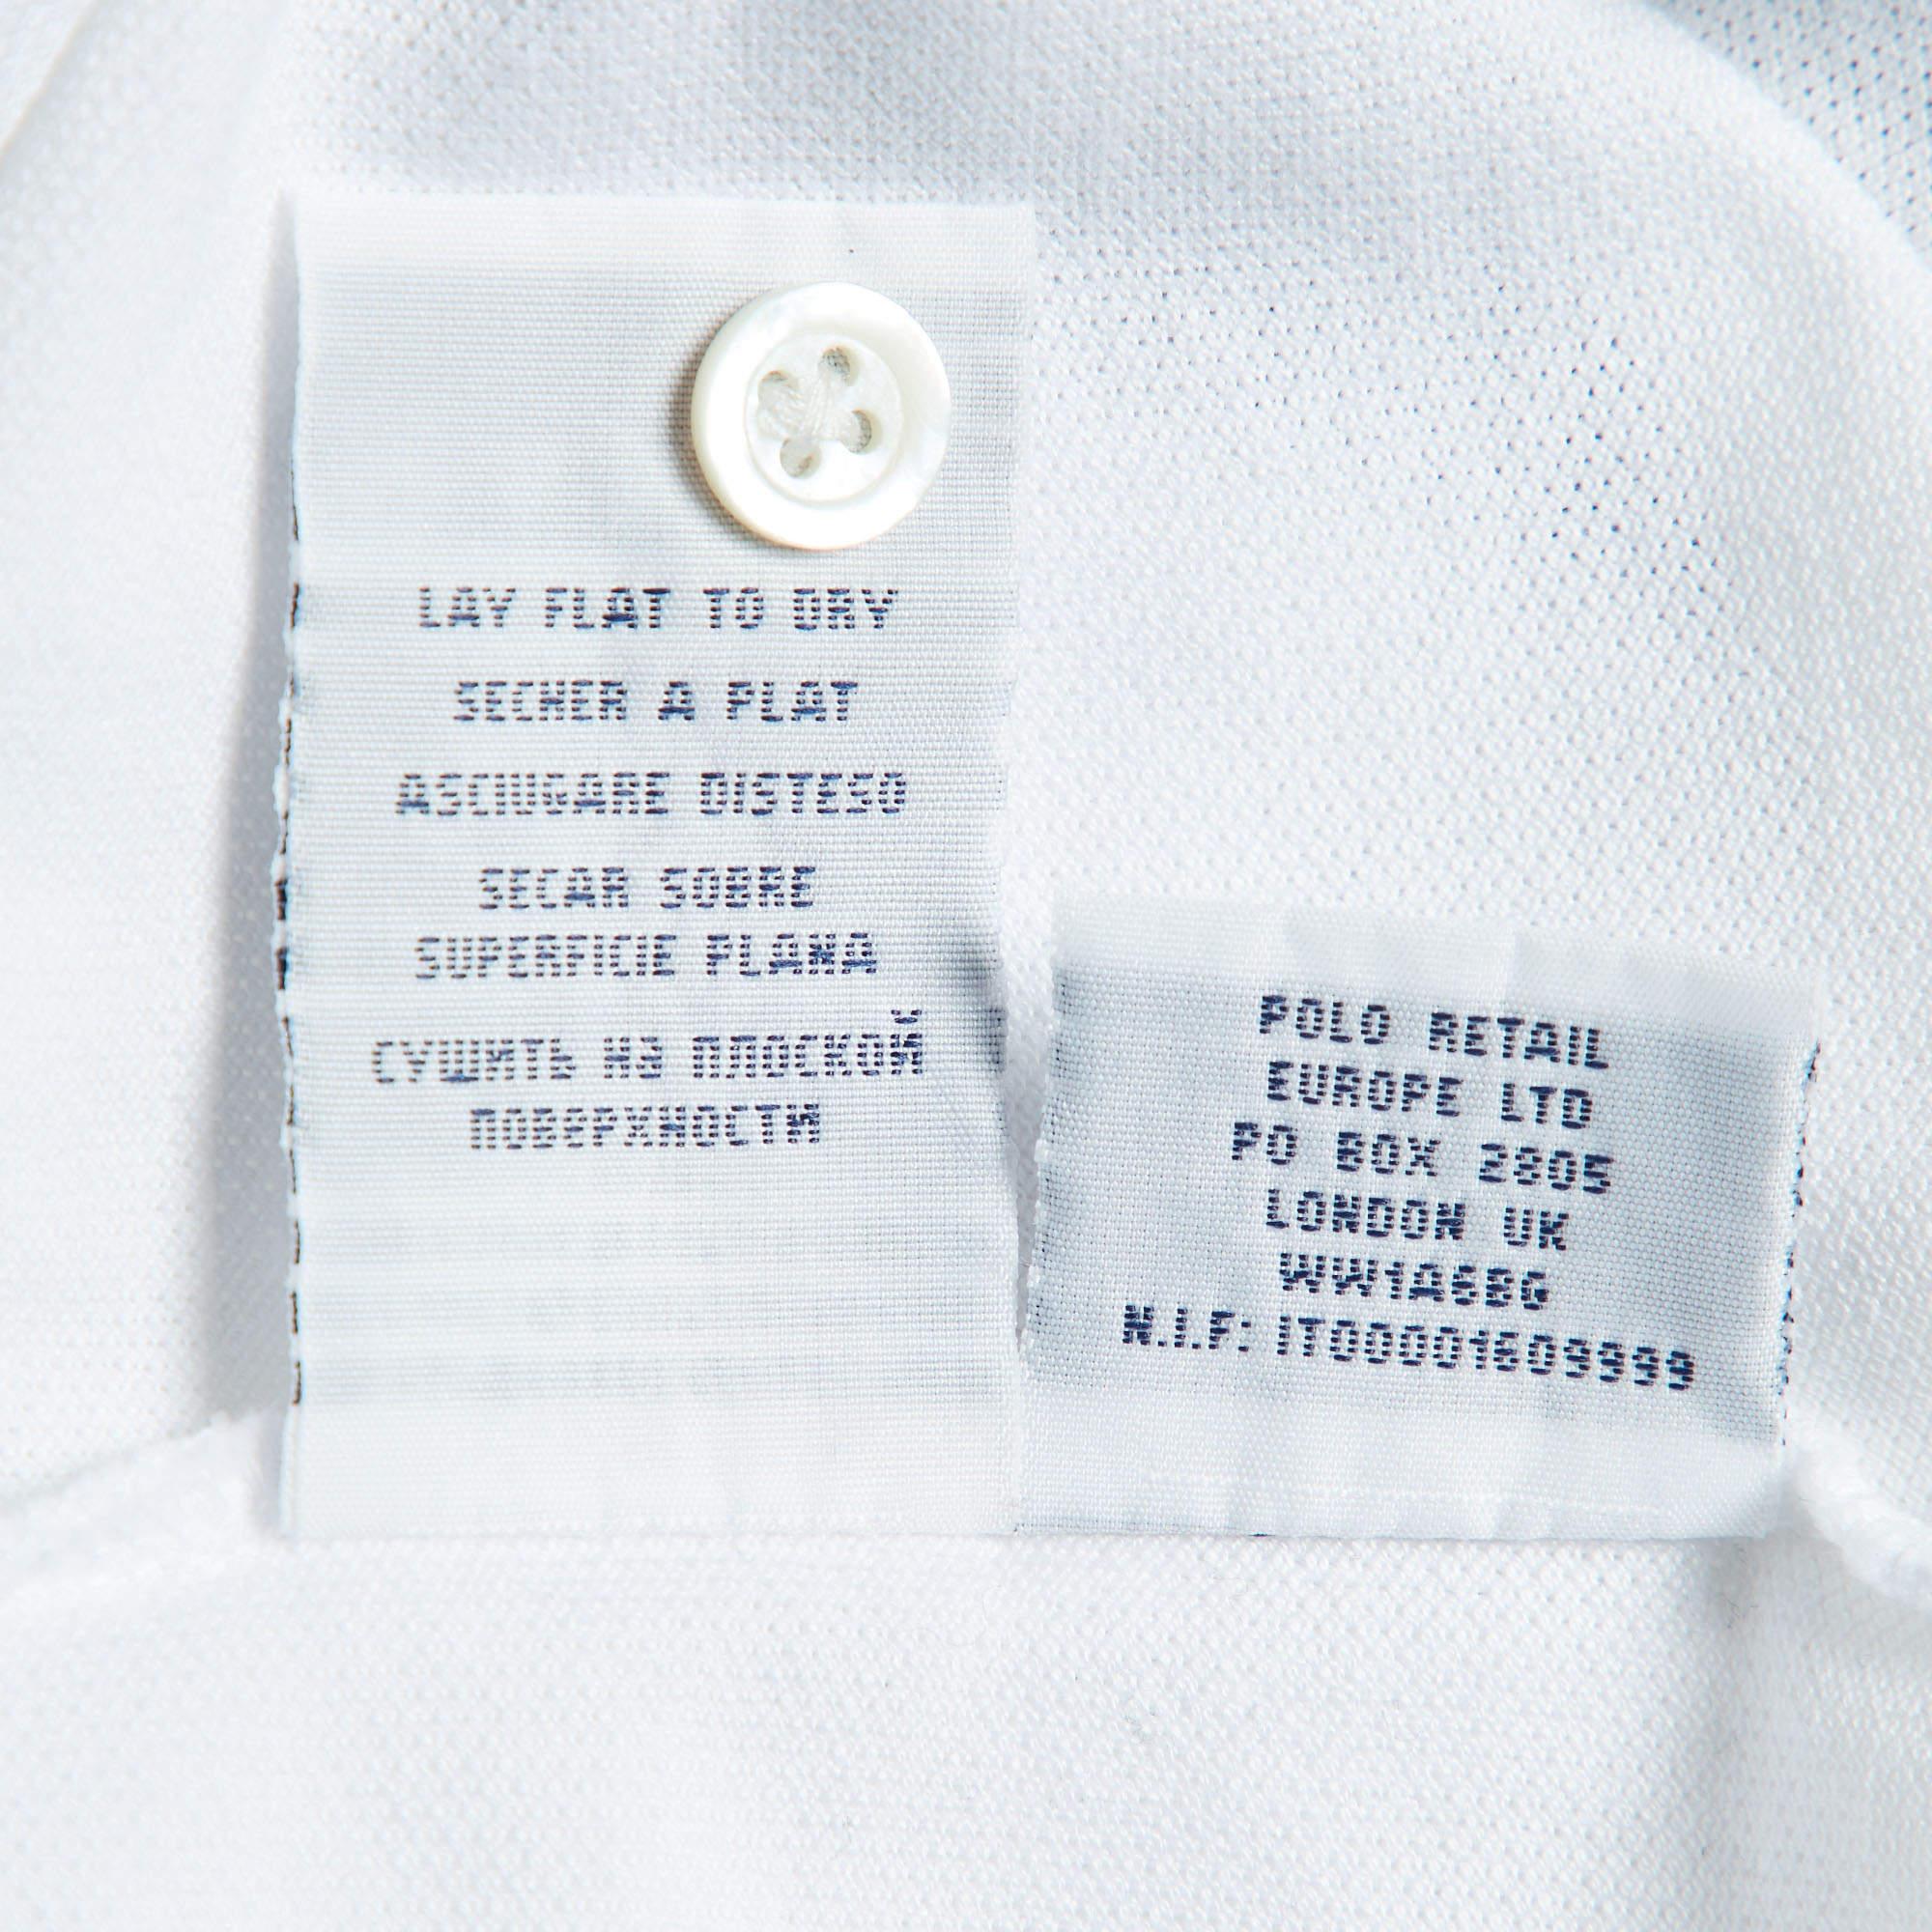 LAY FLAT TO DRY
SECHER A PLAT
ASCIUGARE DISTESO
SECAR SOBRE
SUPERFICIE PLANA
СУШИТЬ НА ПЛОСКОЙ
ПОВЕРХНОСТИ
POLO RETAIL
EUROPE LTD
PO BOX 2805
LONDON UK
WW1A6BG
N.I.F: IT00001609999